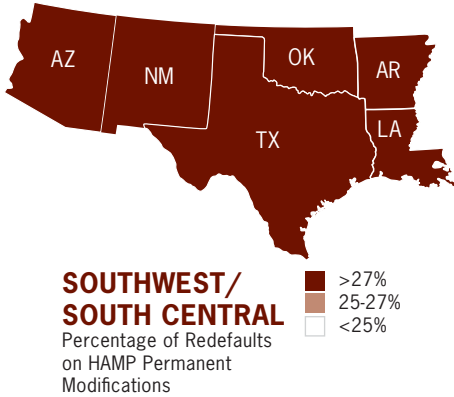 AZ
NM
OK
AR
TX
LA
SOUTHWEST/
SOUTH CENTRAL
Percentage of Redefaults
on HAMP Permanent
Modifications
>27%
25-27%
<25%